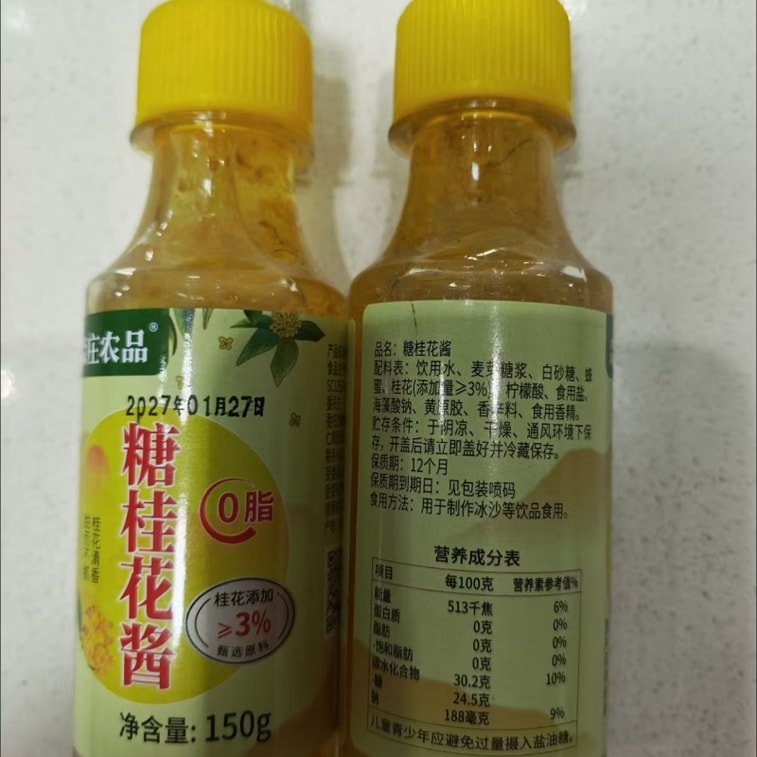 庄农品®
2027年01月27日
糖桂花酱
0脂
桂花清香
桂花添加
≥3%
甄选原料
净含量: 150g
品名：糖桂花酱
配料表：饮用水、麦芽糖浆、白砂糖、蜂
蜜、桂花(添加量≥3%)、柠檬酸、食用盐、
海藻酸钠、黄原胶、香辛料、食用香精。
贮存条件：于阴凉、干燥、通风环境下保
存，开盖后请立即盖好并冷藏保存。
保质期：12个月
保质期到期日：见包装喷码
食用方法：用于制作冰沙等饮品食用。
营养成分表
项目 每100克 营养素参考值%
能量 513千焦 6%
蛋白质 0克 0%
脂肪 0克 0%
-饱和脂肪 0克 0%
碳水化合物 30.2克 10%
-糖 24.5克
钠 188毫克 9%
儿童青少年应避免过量摄入盐油糖。